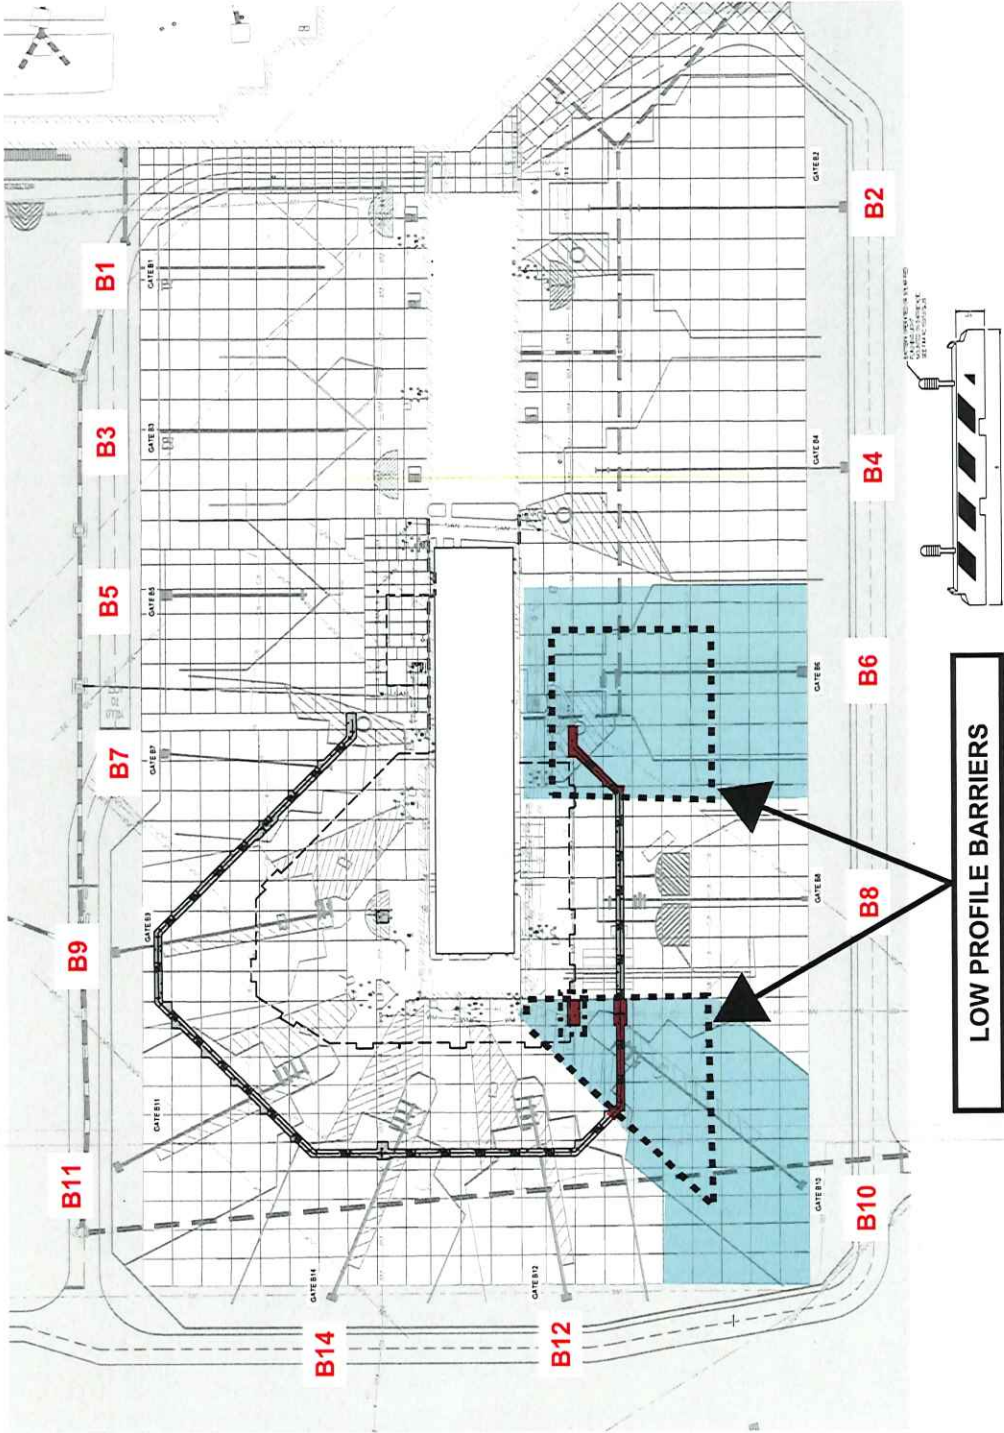 B1
B3
B5
B7
B9
B11
B14
B12
B10
B8
B6
B4
B2
GATE B1
GATE B3
GATE B5
GATE B7
GATE B9
GATE B11
GATE B14
GATE B12
GATE B10
GATE B8
GATE B6
GATE B4
GATE B2
SAN
SAN
LOW PROFILE BARRIERS